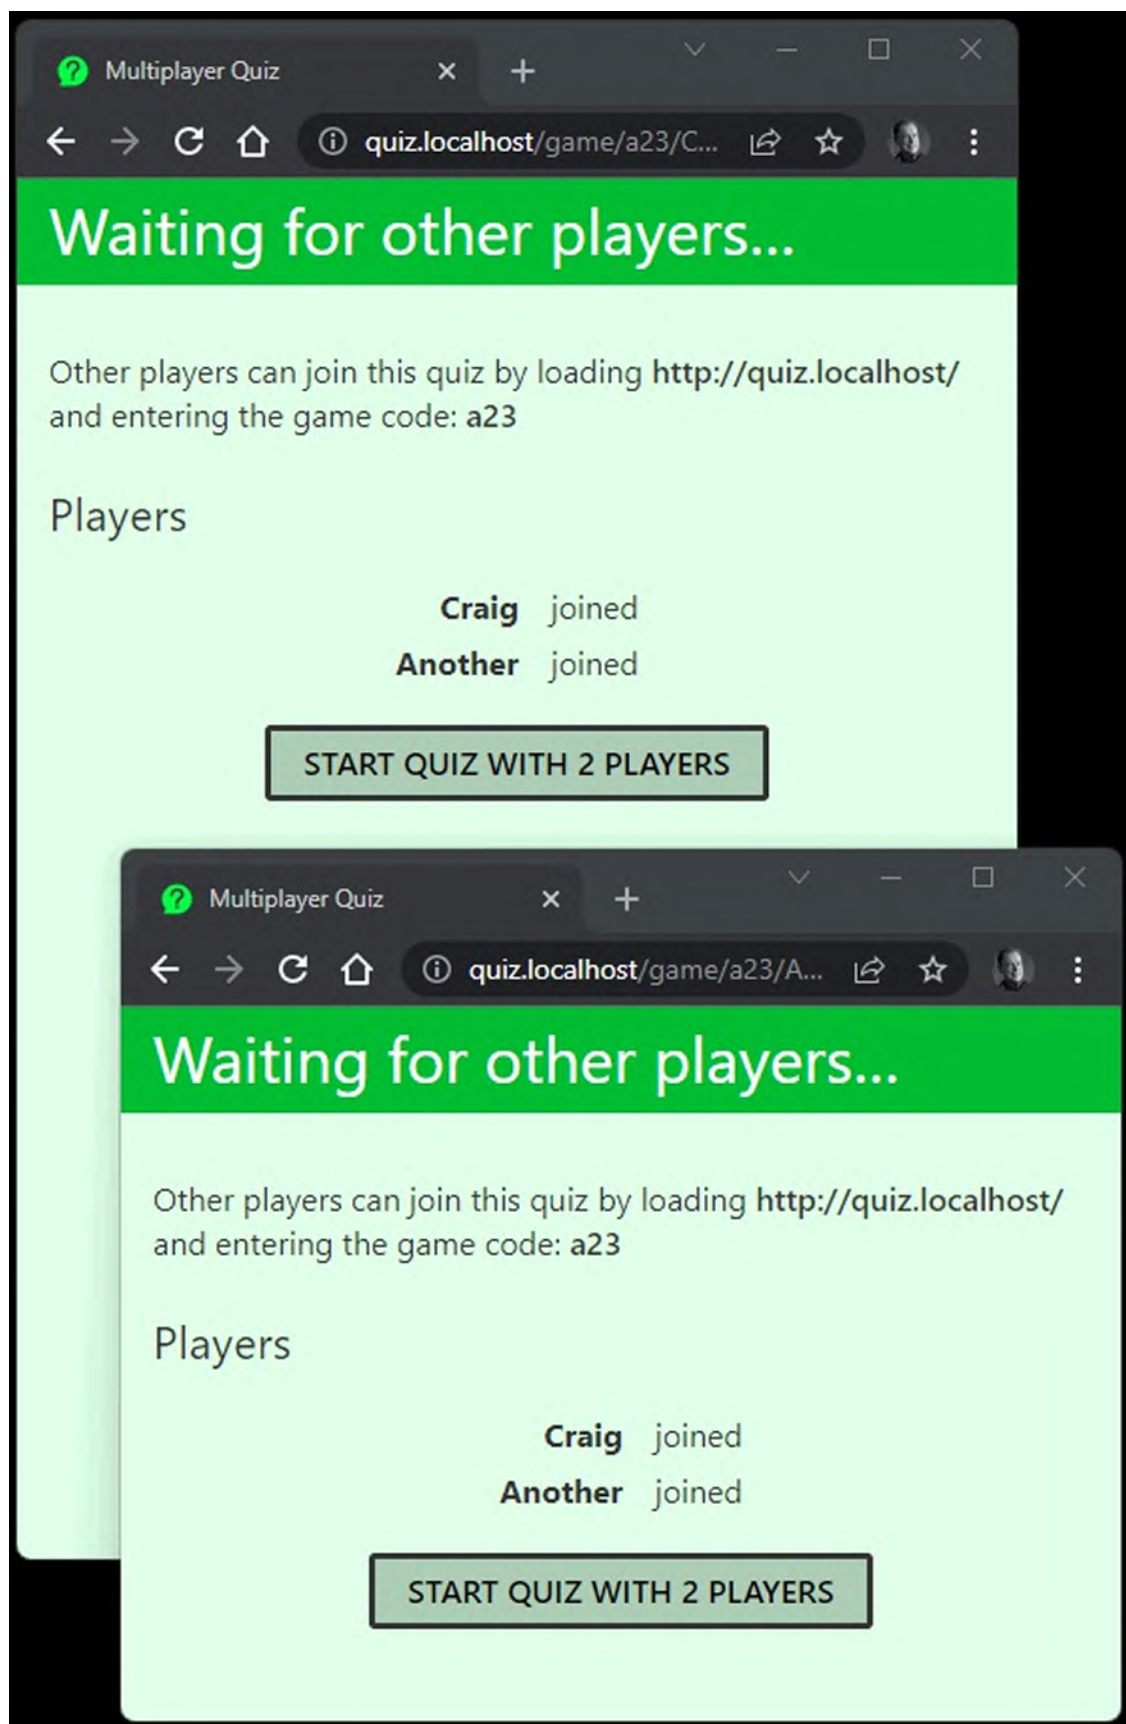 Multiplayer Quiz
quiz.localhost/game/a23/C...
Waiting for other players...
Other players can join this quiz by loading http://quiz.localhost/
and entering the game code: a23
Players
Craig joined
Another joined
START QUIZ WITH 2 PLAYERS
Multiplayer Quiz
quiz.localhost/game/a23/A...
Waiting for other players...
Other players can join this quiz by loading http://quiz.localhost/
and entering the game code: a23
Players
Craig joined
Another joined
START QUIZ WITH 2 PLAYERS